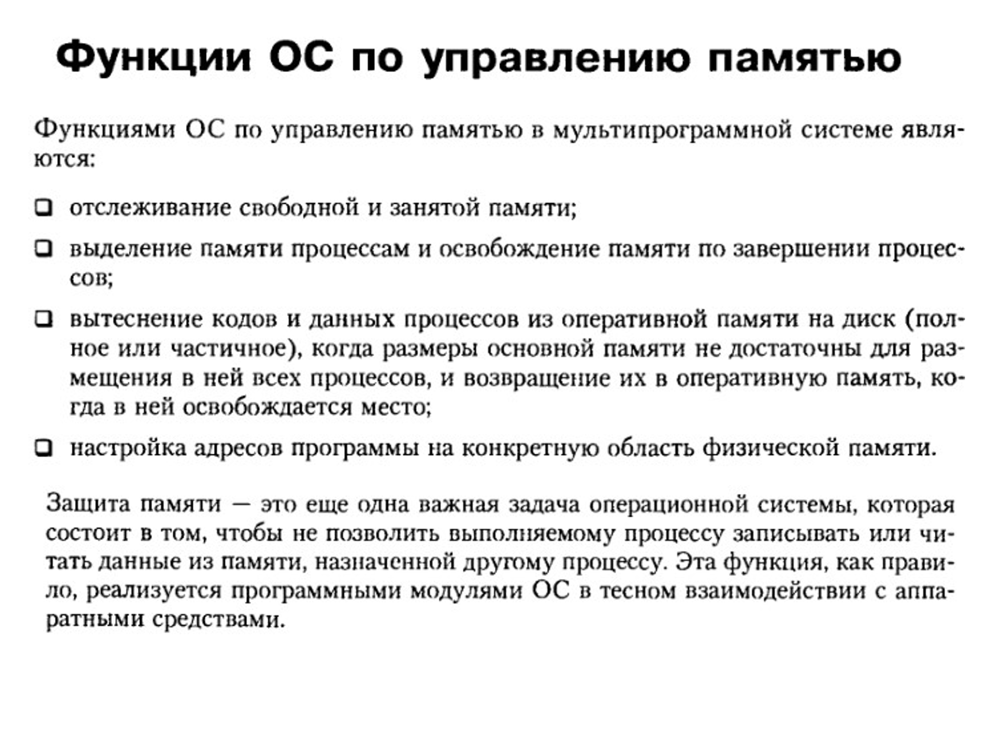 Функции ОС по управлению памятью
Функциями ОС по управлению памятью в мультипрограммной системе явля-
ются:
❑ отслеживание свободной и занятой памяти;
❑ выделение памяти процессам и освобождение памяти по завершении процес-
сов;
❑ вытеснение кодов и данных процессов из оперативной памяти на диск (пол-
ное или частичное), когда размеры основной памяти не достаточны для раз-
мещения в ней всех процессов, и возвращение их в оперативную память, ко-
гда в ней освобождается место;
❑ настройка адресов программы на конкретную область физической памяти.
Защита памяти — это еще одна важная задача операционной системы, которая
состоит в том, чтобы не позволить выполняемому процессу записывать или чи-
тать данные из памяти, назначенной другому процессу. Эта функция, как прави-
ло, реализуется программными модулями ОС в тесном взаимодействии с аппа-
ратными средствами.